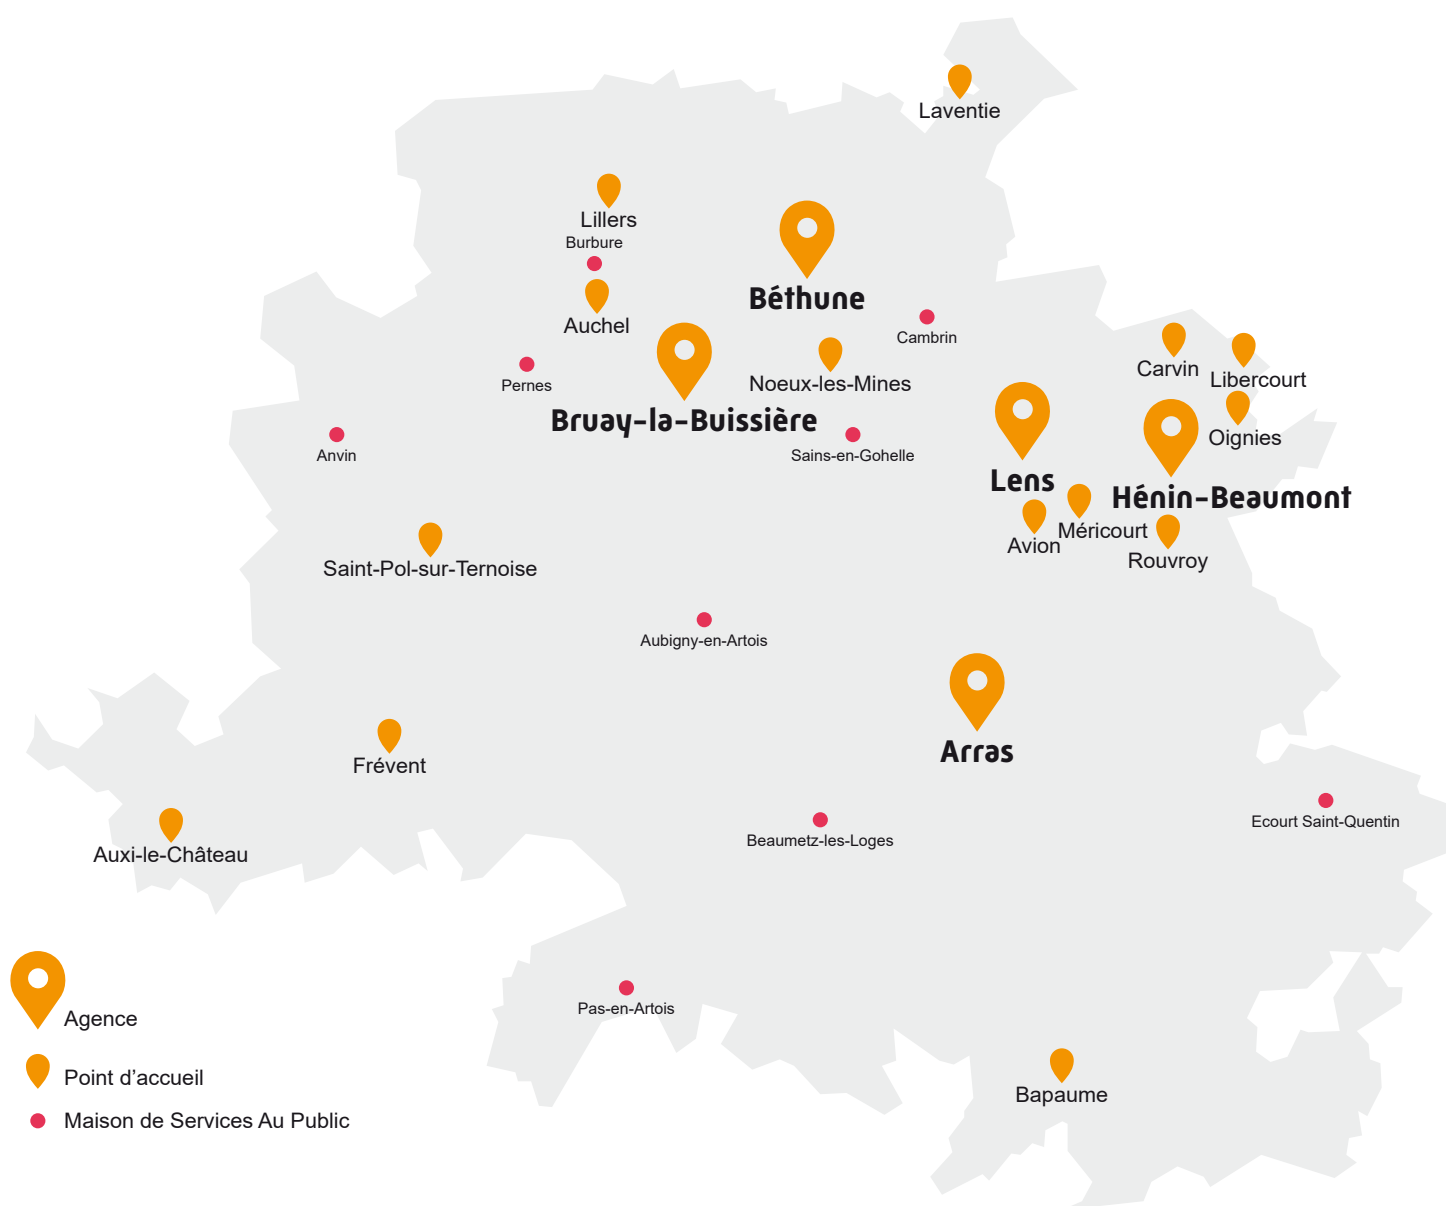 Laventie
Lillers
Burbure
Béthune
Auchel
Cambrin
Carvin
Libercourt
Pernes
Noeux-les-Mines
Bruay-la-Buissière
Oignies
Anvin
Sains-en-Gohelle
Lens
Hénin-Beaumont
Méricourt
Avion
Rouvroy
Saint-Pol-sur-Ternoise
Aubigny-en-Artois
Arras
Frévent
Ecourt Saint-Quentin
Beaumetz-les-Loges
Auxi-le-Château
Pas-en-Artois
Bapaume
Agence
Point d’accueil
Maison de Services Au Public